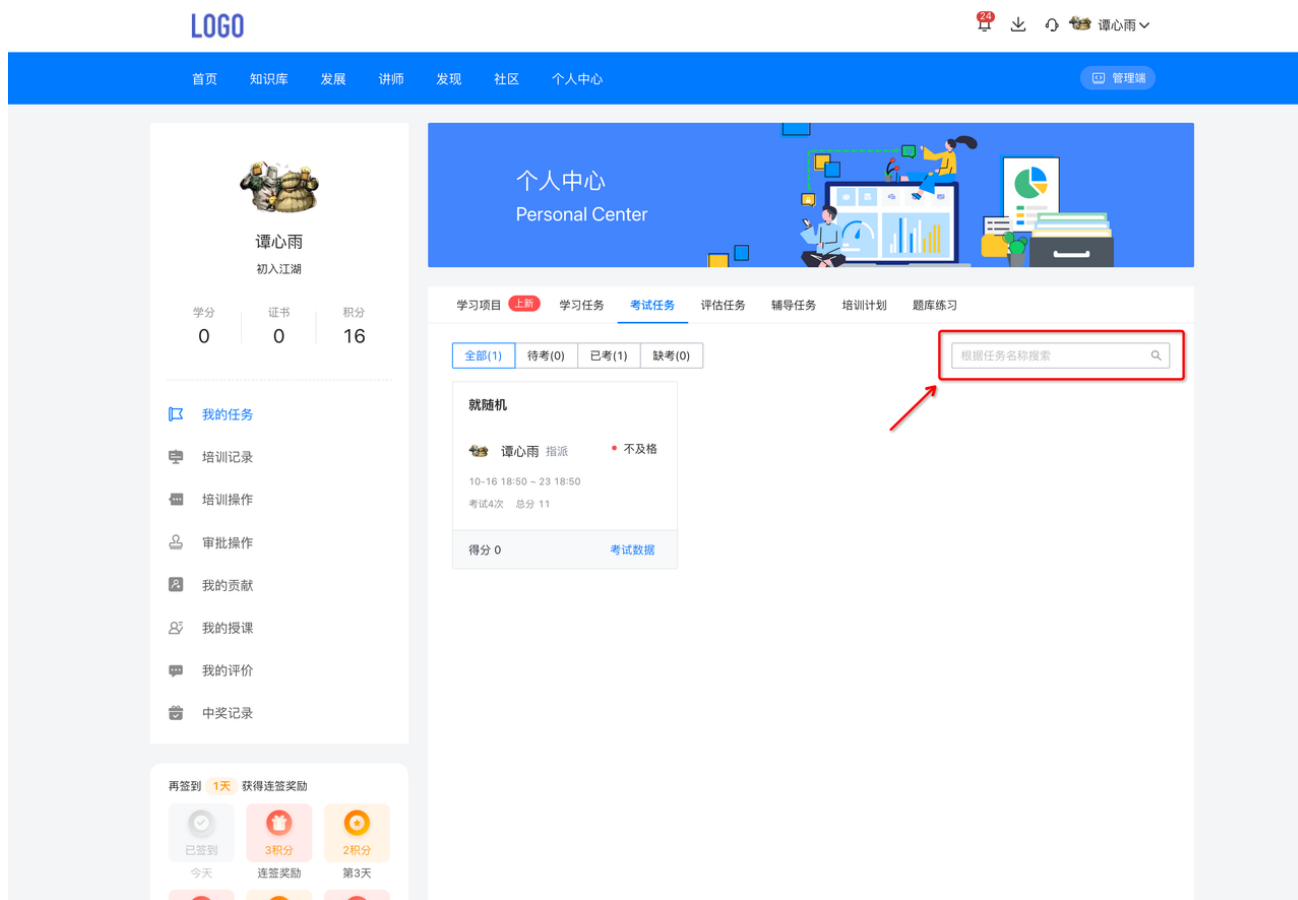 LOGO
24
谭心雨
首页 知识库 发展 讲师 发现 社区 个人中心 管理端
谭心雨
初入江湖
学分 证书 积分
0 0 16
我的任务
培训记录
培训操作
审批操作
我的贡献
我的授课
我的评价
中奖记录
再签到 1天 获得连签奖励
已签到 3积分 2积分
今天 连签奖励 第3天
个人中心
Personal Center
学习项目 上新 学习任务 考试任务 评估任务 辅导任务 培训计划 题库练习
全部(1) 待考(0) 已考(1) 缺考(0) 根据任务名称搜索
就随机
谭心雨 指派 不及格
10-16 18:50 ~ 23 18:50
考试4次 总分 11
得分 0 考试数据